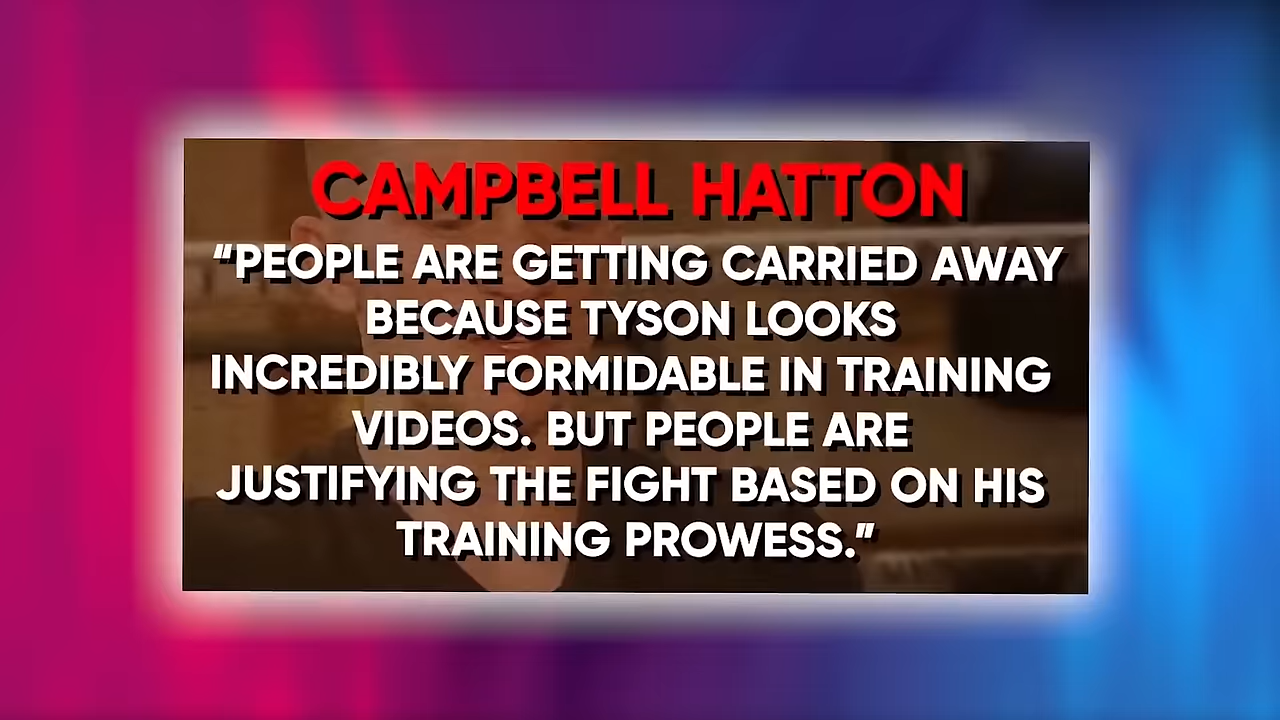 CAMPBELL HATTON
“PEOPLE ARE GETTING CARRIED AWAY
BECAUSE TYSON LOOKS
INCREDIBLY FORMIDABLE IN TRAINING
VIDEOS. BUT PEOPLE ARE
JUSTIFYING THE FIGHT BASED ON HIS
TRAINING PROWESS.”